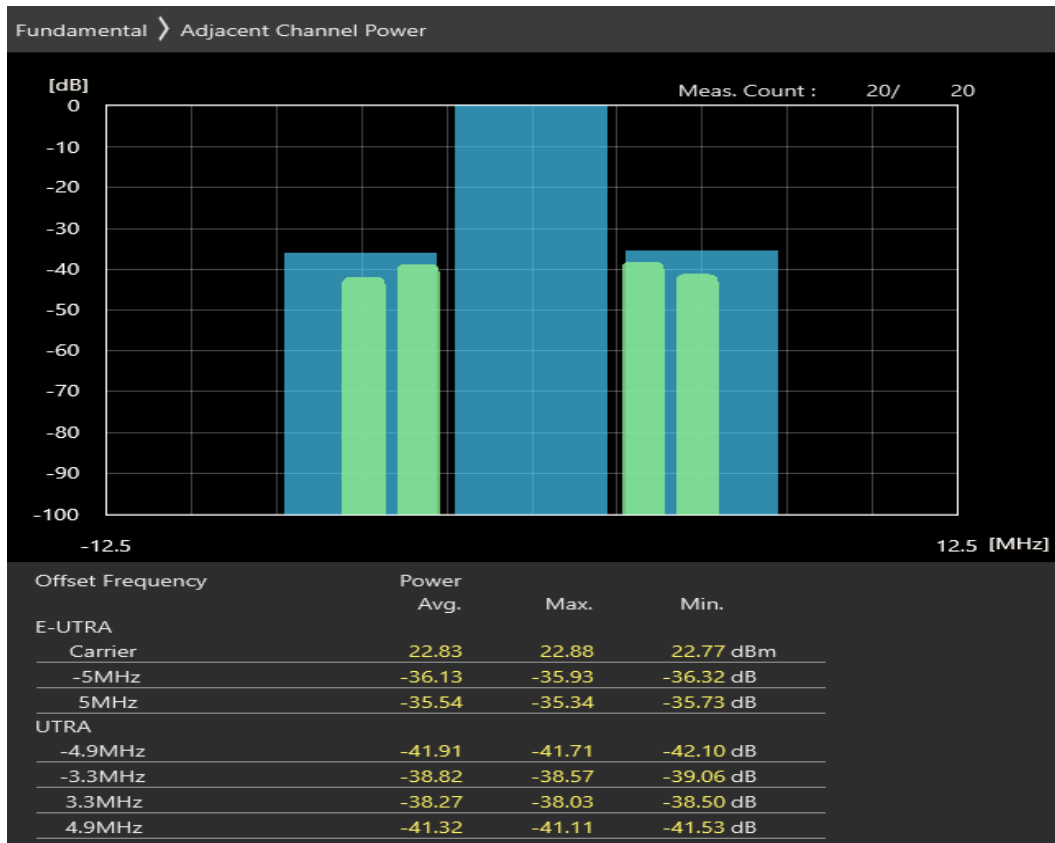 Fundamental 〉 Adjacent Channel Power
[dB]
Meas. Count : 20/ 20
0
-10
-20
-30
-40
-50
-60
-70
-80
-90
-100
-12.5 12.5 [MHz]
Offset Frequency Power
Avg. Max. Min.
E-UTRA
Carrier 22.83 22.88 22.77 dBm
-5MHz -36.13 -35.93 -36.32 dB
5MHz -35.54 -35.34 -35.73 dB
UTRA
-4.9MHz -41.91 -41.71 -42.10 dB
-3.3MHz -38.82 -38.57 -39.06 dB
3.3MHz -38.27 -38.03 -38.50 dB
4.9MHz -41.32 -41.11 -41.53 dB